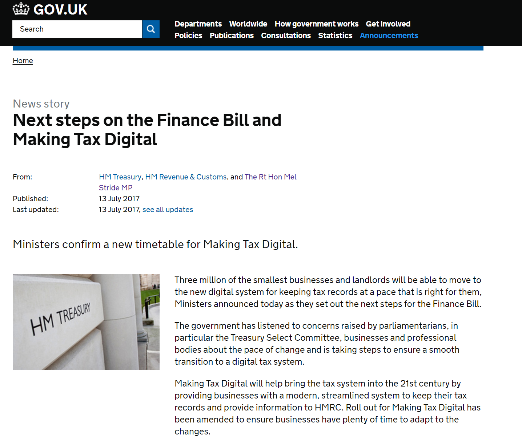 GOV.UK
Search
Departments Worldwide How government works Get involved
Policies Publications Consultations Statistics Announcements
Home
News story
Next steps on the Finance Bill and
Making Tax Digital
From: HM Treasury, HM Revenue & Customs, and The Rt Hon Mel
Stride MP
Published: 13 July 2017
Last updated: 13 July 2017, see all updates
Ministers confirm a new timetable for Making Tax Digital.
HM TREASURY
Three million of the smallest businesses and landlords will be able to move to
the new digital system for keeping tax records at a pace that is right for them,
Ministers announced today as they set out the next steps for the Finance Bill.
The government has listened to concerns raised by parliamentarians, in
particular the Treasury Select Committee, businesses and professional
bodies about the pace of change and is taking steps to ensure a smooth
transition to a digital tax system.
Making Tax Digital will help bring the tax system into the 21st century by
providing businesses with a modern, streamlined system to keep their tax
records and provide information to HMRC. Roll out for Making Tax Digital has
been amended to ensure businesses have plenty of time to adapt to the
changes.